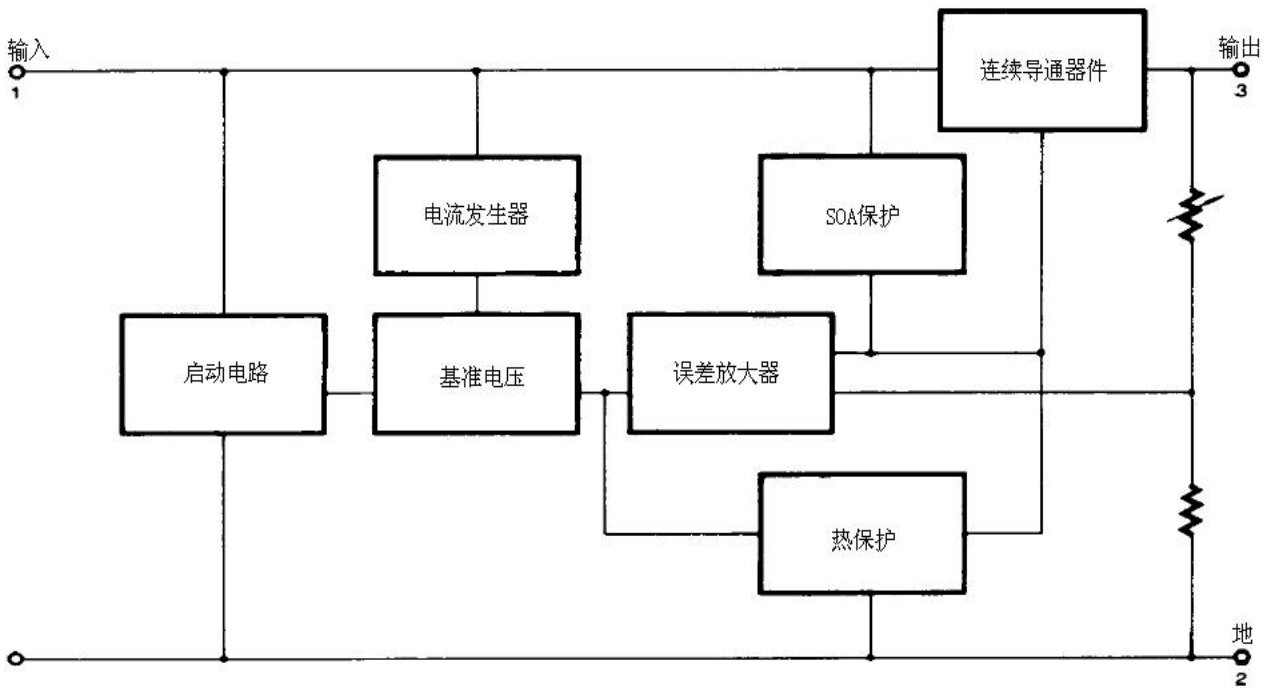 输入
1
连续导通器件
输出
3
电流发生器
SOA保护
启动电路
基准电压
误差放大器
热保护
地
2